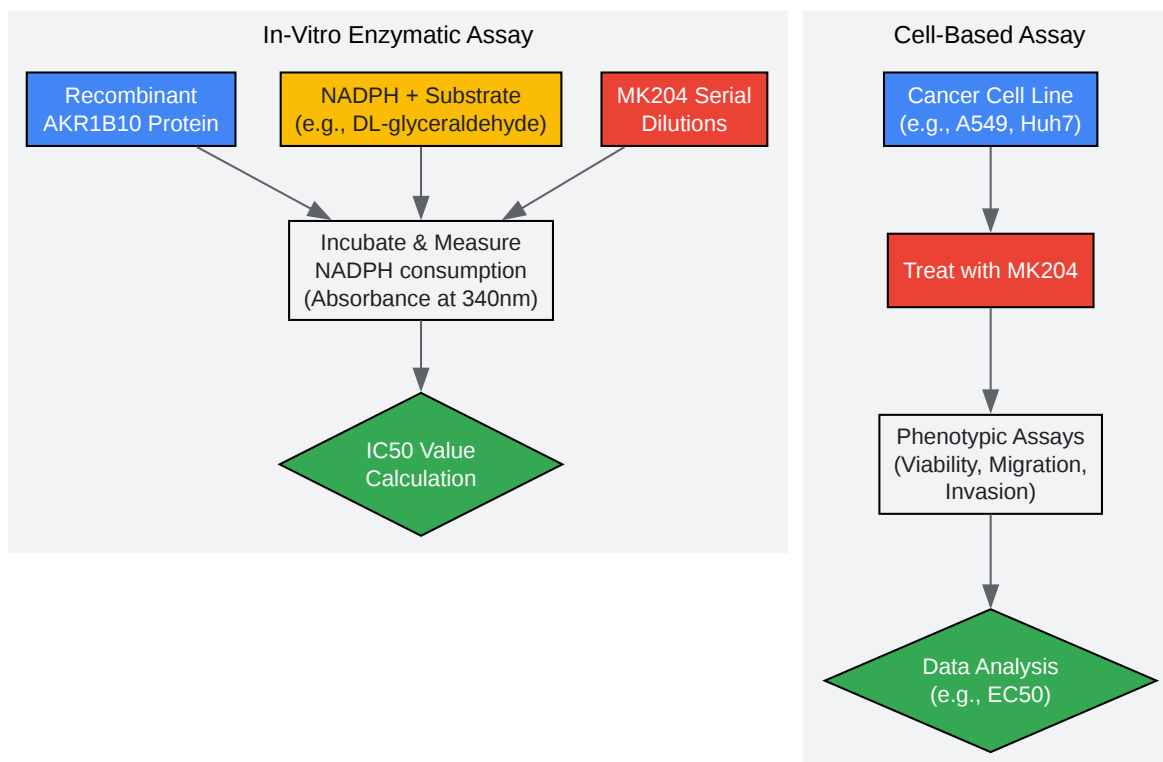 In-Vitro Enzymatic Assay
Recombinant
AKR1B10 Protein
NADPH + Substrate
(e.g., DL-glyceraldehyde)
MK204 Serial
Dilutions
Incubate & Measure
NADPH consumption
(Absorbance at 340nm)
IC50 Value
Calculation
Cell-Based Assay
Cancer Cell Line
(e.g., A549, Huh7)
Treat with MK204
Phenotypic Assays
(Viability, Migration,
Invasion)
Data Analysis
(e.g., EC50)